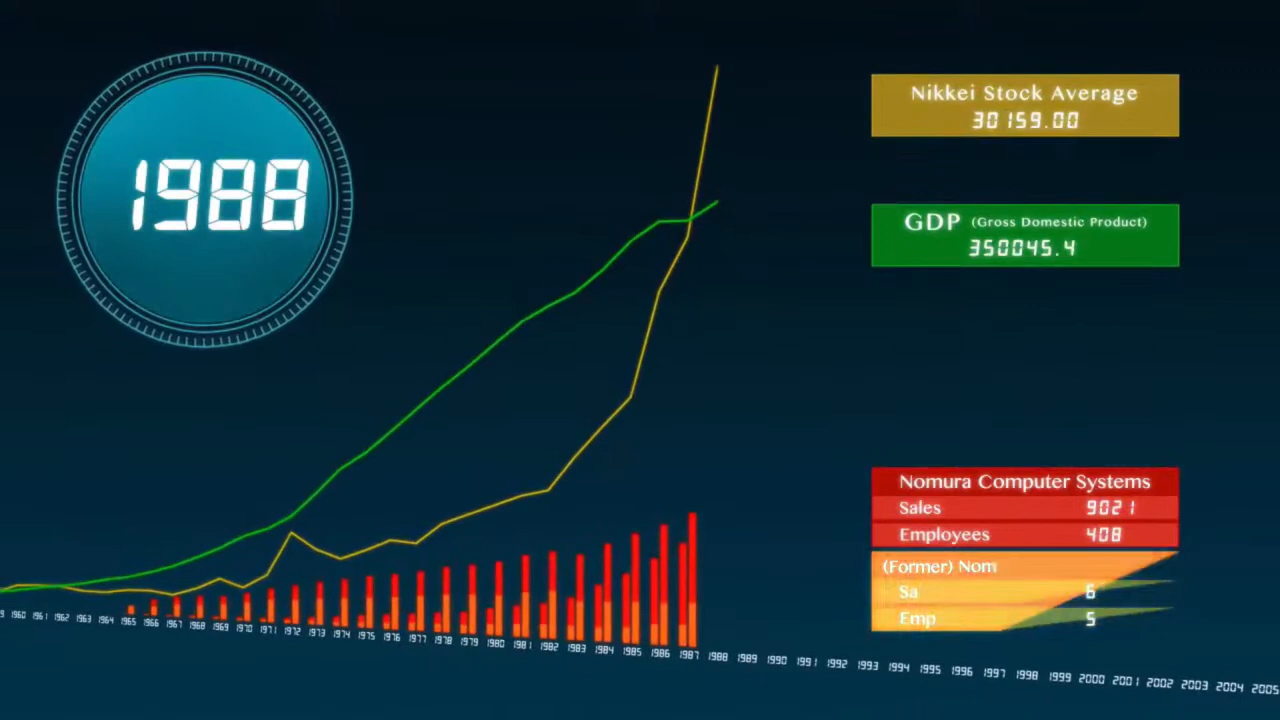 1988
Nikkei Stock Average
30159.00
GDP (Gross Domestic Product)
350045.4
Nomura Computer Systems
Sales 9021
Employees 408
(Former) Nom
Sa 6
Emp 5
1960 1961 1962 1963 1964 1965 1966 1967 1968 1969 1970 1971 1972 1973 1974 1975 1976 1977 1978 1979 1980 1981 1982 1983 1984 1985 1986 1987 1988 1989 1990 1991 1992 1993 1994 1995 1996 1997 1998 1999 2000 2001 2002 2003 2004 2005